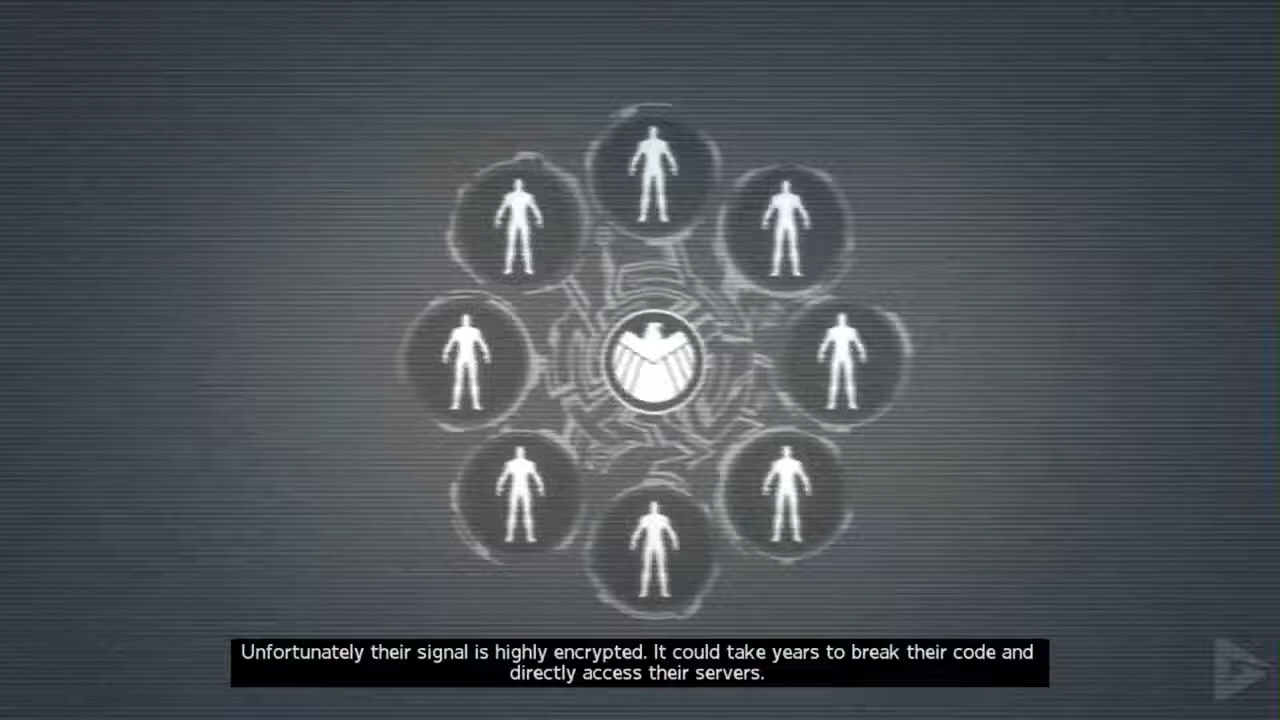 Unfortunately their signal is highly encrypted. It could take years to break their code and
directly access their servers.